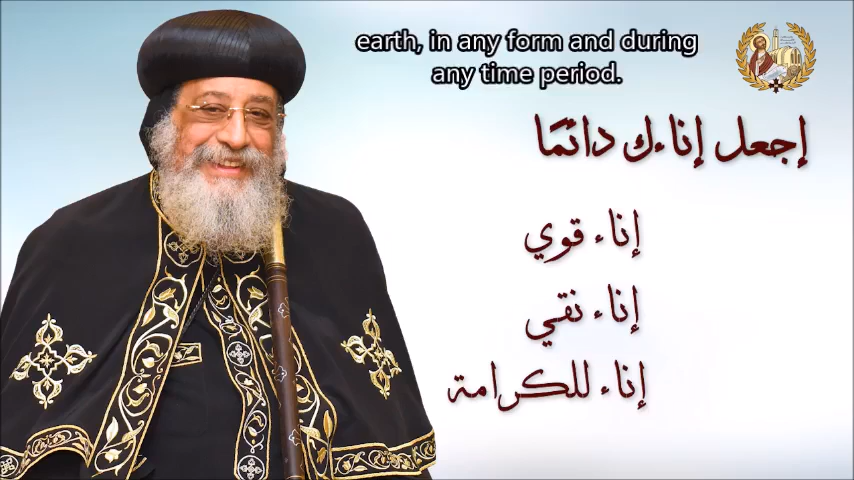 earth, in any form and during
any time period.
إجعل إناءك دائمًا
إناء قوي
إناء نقي
إناء للكرامة